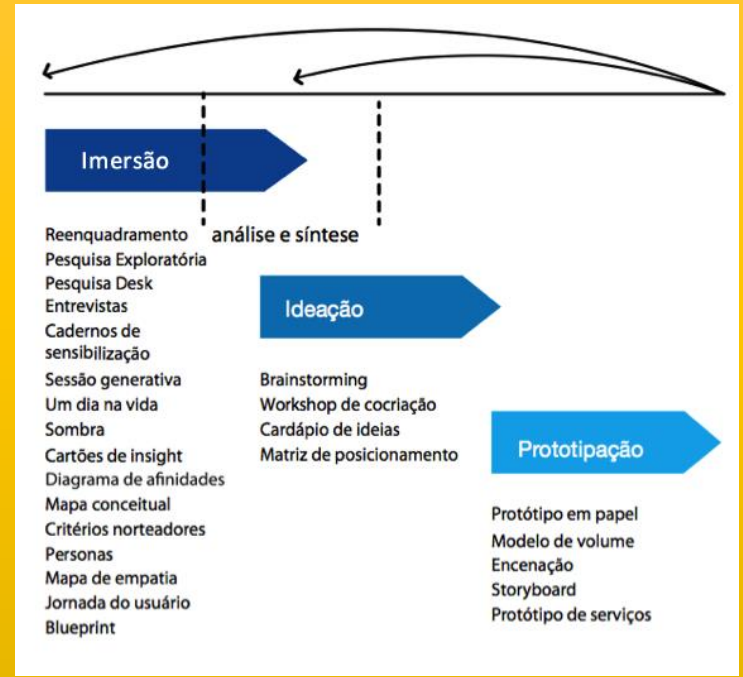 Imersão
análise e síntese
Reenquadramento
Pesquisa Exploratória
Pesquisa Desk
Entrevistas
Cadernos de
sensibilização
Sessão generativa
Um dia na vida
Sombra
Cartões de insight
Diagrama de afinidades
Mapa conceitual
Critérios norteadores
Personas
Mapa de empatia
Jornada do usuário
Blueprint
Ideação
Brainstorming
Workshop de cocriação
Cardápio de ideias
Matriz de posicionamento
Prototipação
Protótipo em papel
Modelo de volume
Encenação
Storyboard
Protótipo de serviços